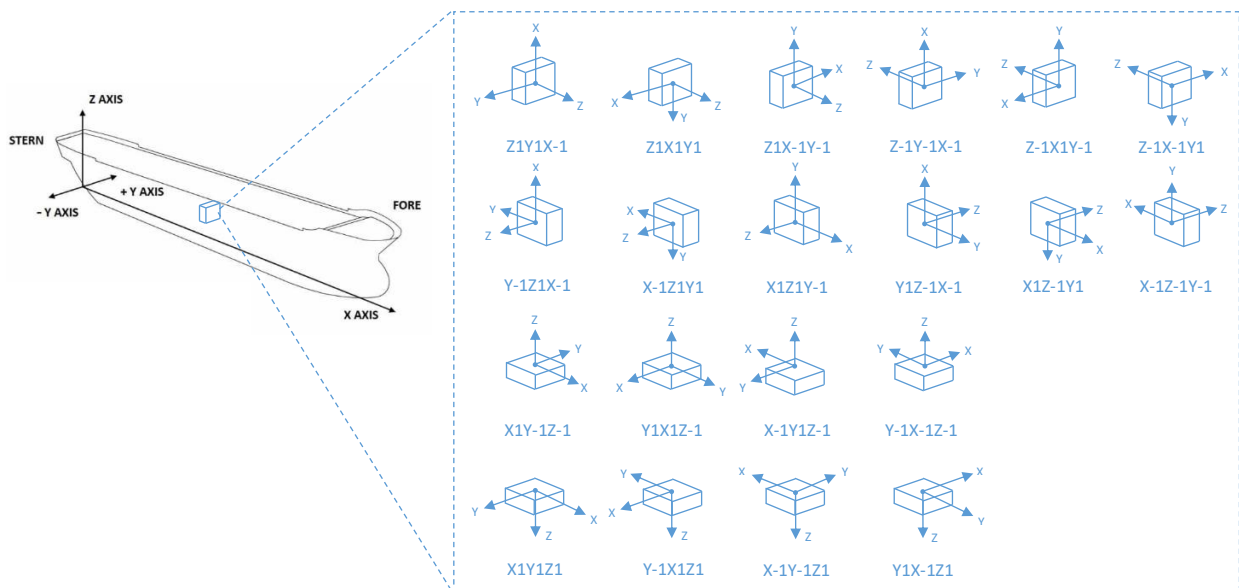 Z AXIS
STERN
+ Y AXIS
– Y AXIS
FORE
X AXIS
X
Y
Z
Z1Y1X-1
X
Z
Y
Z1X1Y1
Y
X
Z
Z1X-1Y-1
X
Z
Y
Z-1Y-1X-1
Y
Z
X
Z-1X1Y-1
Z
X
Y
Z-1X-1Y1
X
Y
Z
Y-1Z1X-1
X
Z
Y
X-1Z1Y1
Y
Z
X
X1Z1Y-1
X
Z
Y
Y1Z-1X-1
Z
X
Y
X1Z-1Y1
Y
X
Z
X-1Z-1Y-1
Z
Y
X
X1Y-1Z-1
Z
X
Y
Y1X1Z-1
Z
X
Y
X-1Y1Z-1
Z
Y
X
Y-1X-1Z-1
Y
X
Z
X1Y1Z1
Y
X
Z
Y-1X1Z1
X
Y
Z
X-1Y-1Z1
X
Y
Z
Y1X-1Z1